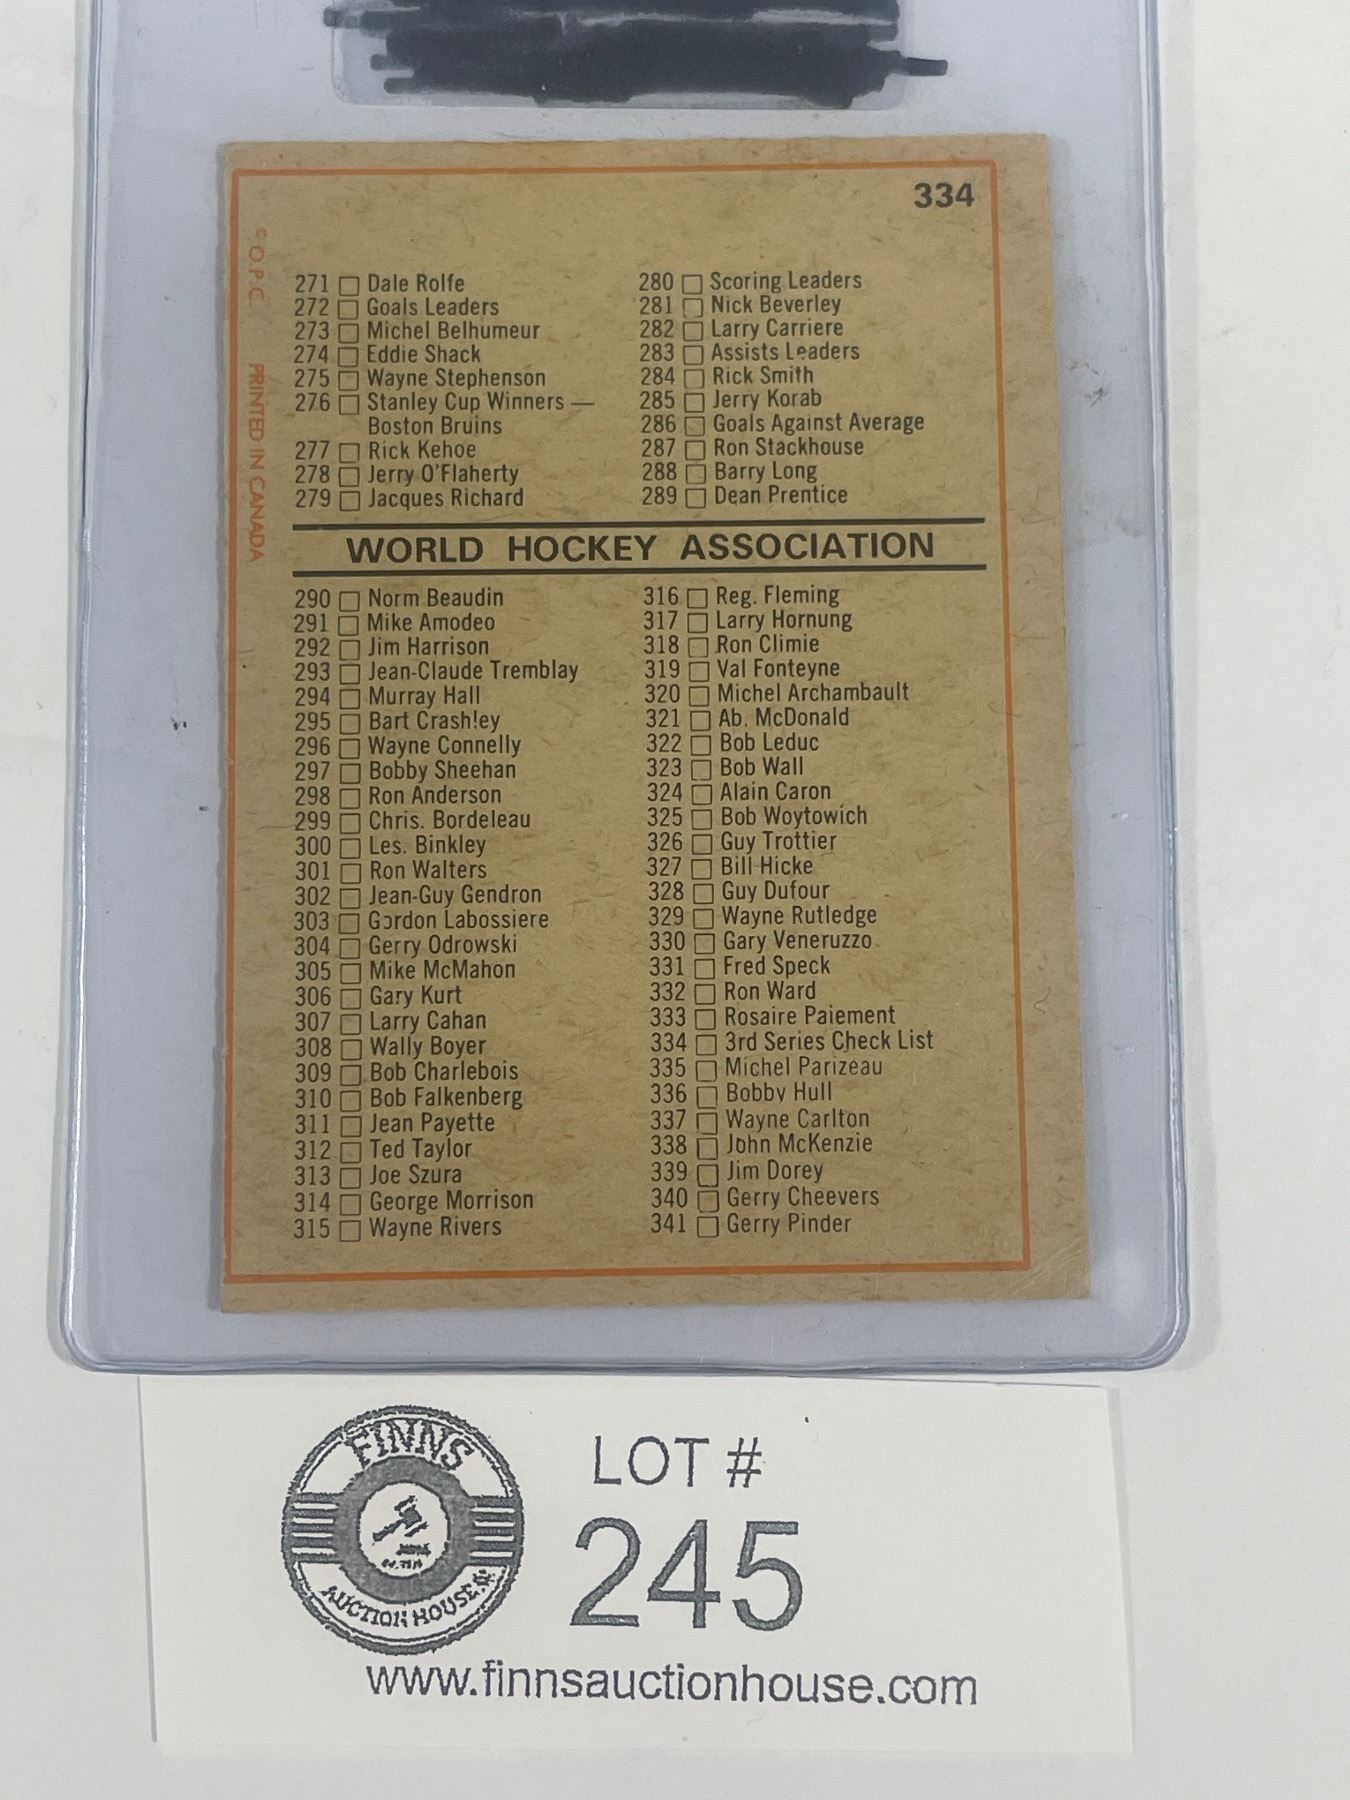 334
© O.P.C. PRINTED IN CANADA
271 Dale Rolfe
272 Goals Leaders
273 Michel Belhumeur
274 Eddie Shack
275 Wayne Stephenson
276 Stanley Cup Winners —
Boston Bruins
277 Rick Kehoe
278 Jerry O'Flaherty
279 Jacques Richard
280 Scoring Leaders
281 Nick Beverley
282 Larry Carriere
283 Assists Leaders
284 Rick Smith
285 Jerry Korab
286 Goals Against Average
287 Ron Stackhouse
288 Barry Long
289 Dean Prentice
WORLD HOCKEY ASSOCIATION
290 Norm Beaudin
291 Mike Amodeo
292 Jim Harrison
293 Jean-Claude Tremblay
294 Murray Hall
295 Bart Crashley
296 Wayne Connelly
297 Bobby Sheehan
298 Ron Anderson
299 Chris. Bordeleau
300 Les. Binkley
301 Ron Walters
302 Jean-Guy Gendron
303 Gordon Labossiere
304 Gerry Odrowski
305 Mike McMahon
306 Gary Kurt
307 Larry Cahan
308 Wally Boyer
309 Bob Charlebois
310 Bob Falkenberg
311 Jean Payette
312 Ted Taylor
313 Joe Szura
314 George Morrison
315 Wayne Rivers
316 Reg. Fleming
317 Larry Hornung
318 Ron Climie
319 Val Fonteyne
320 Michel Archambault
321 Ab. McDonald
322 Bob Leduc
323 Bob Wall
324 Alain Caron
325 Bob Woytowich
326 Guy Trottier
327 Bill Hicke
328 Guy Dufour
329 Wayne Rutledge
330 Gary Veneruzzo
331 Fred Speck
332 Ron Ward
333 Rosaire Paiement
334 3rd Series Check List
335 Michel Parizeau
336 Bobby Hull
337 Wayne Carlton
338 John McKenzie
339 Jim Dorey
340 Gerry Cheevers
341 Gerry Pinder
FINNS
AUCTION HOUSE
LOT #
245
www.finnsauctionhouse.com